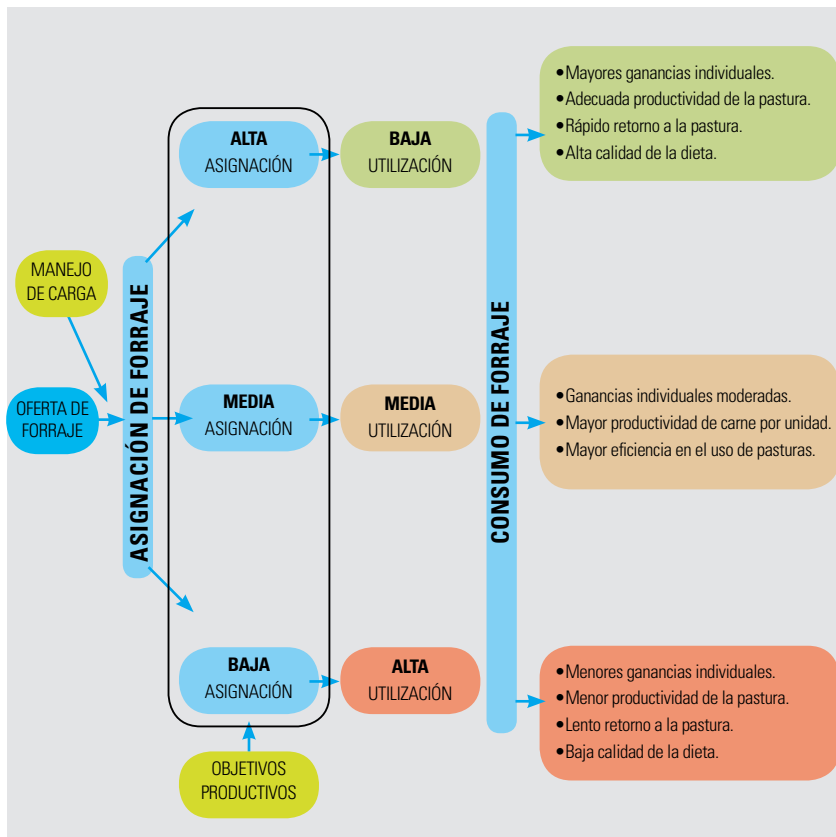 MANEJO
DE CARGA
OFERTA DE
FORRAJE
ASIGNACIÓN DE FORRAJE
ALTA
ASIGNACIÓN
BAJA
UTILIZACIÓN
MEDIA
ASIGNACIÓN
MEDIA
UTILIZACIÓN
BAJA
ASIGNACIÓN
ALTA
UTILIZACIÓN
OBJETIVOS
PRODUCTIVOS
CONSUMO DE FORRAJE
•Mayores ganancias individuales.
•Adecuada productividad de la pastura.
•Rápido retorno a la pastura.
•Alta calidad de la dieta.
•Ganancias individuales moderadas.
•Mayor productividad de carne por unidad.
•Mayor eficiencia en el uso de pasturas.
•Menores ganancias individuales.
•Menor productividad de la pastura.
•Lento retorno a la pastura.
•Baja calidad de la dieta.